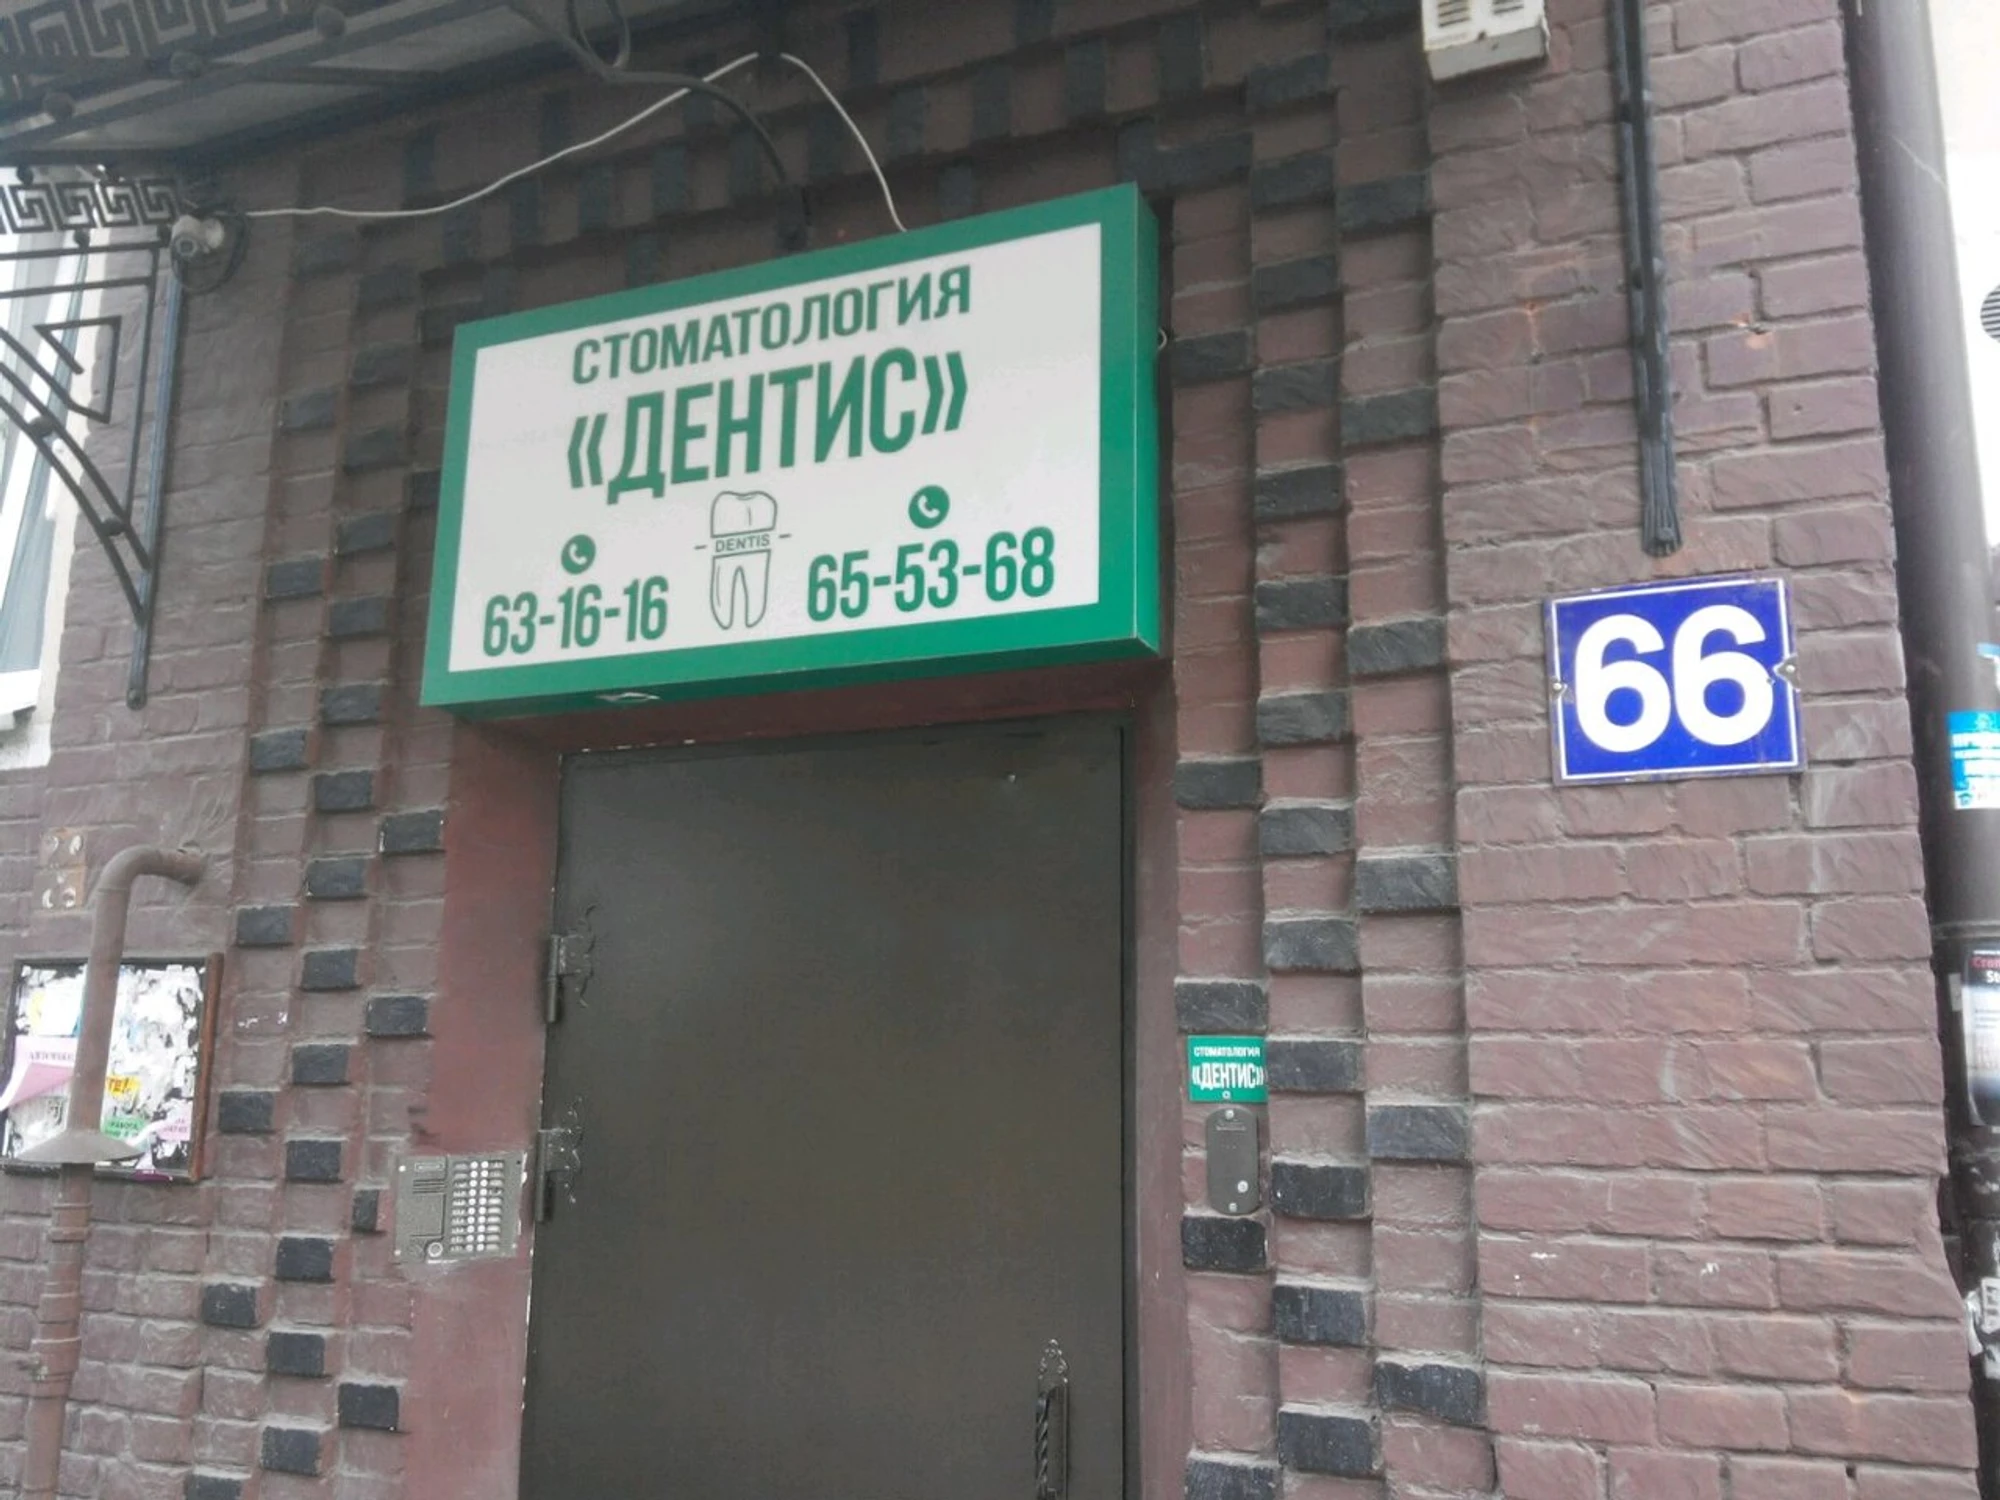 СТОМАТОЛОГИЯ
«ДЕНТИС»
DENTIS
63-16-16
65-53-68
66
СТОМАТОЛОГИЯ
«ДЕНТИС»